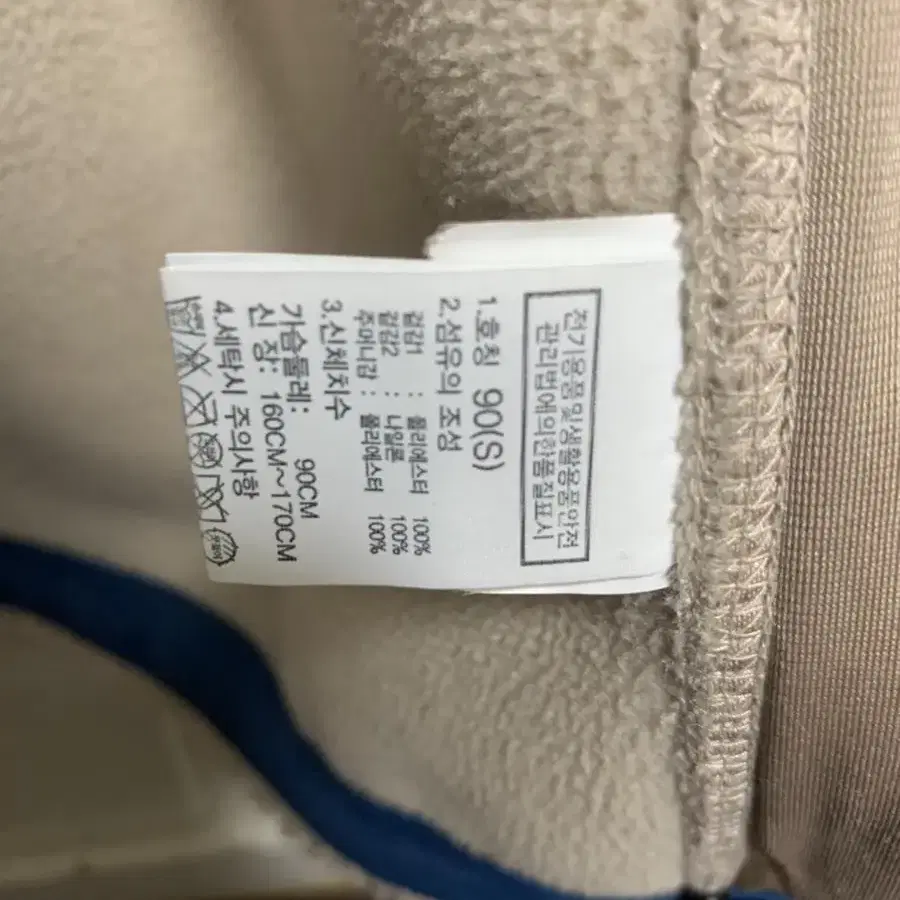 전기용품및생활용품안전
관리법에의한품질표시
1.호칭 90(S)
2.섬유의 조성
겉감1 : 폴리에스터 100%
겉감2 : 나일론 100%
주머니감 : 폴리에스터 100%
3.신체치수
가슴둘레: 90CM
신 장: 160CM~170CM
4.세탁시 주의사항